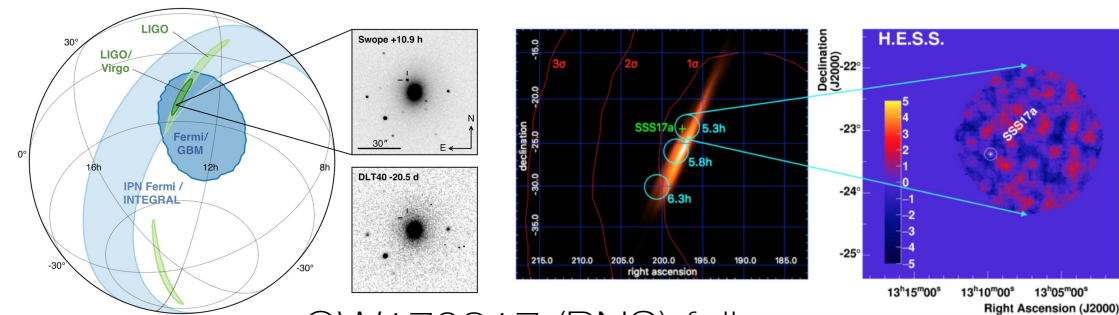 LIGO
LIGO/
Virgo
30°
Fermi/
GBM
0°
16h
12h
8h
IPN Fermi /
INTEGRAL
-30°
-30°
Swope +10.9 h
N
E
30"
DLT40 -20.5 d
3σ
2σ
1σ
SSS17a
5.3h
5.8h
6.3h
declination
-15.0
-20.0
-25.0
-30.0
-35.0
215.0
210.0
205.0
200.0
195.0
190.0
185.0
right ascension
H.E.S.S.
SSS17a
Declination (J2000)
-22°
-23°
-24°
-25°
5
4
3
2
1
0
−1
−2
−3
−4
−5
13h15m00s
13h10m00s
13h05m00s
Right Ascension (J2000)